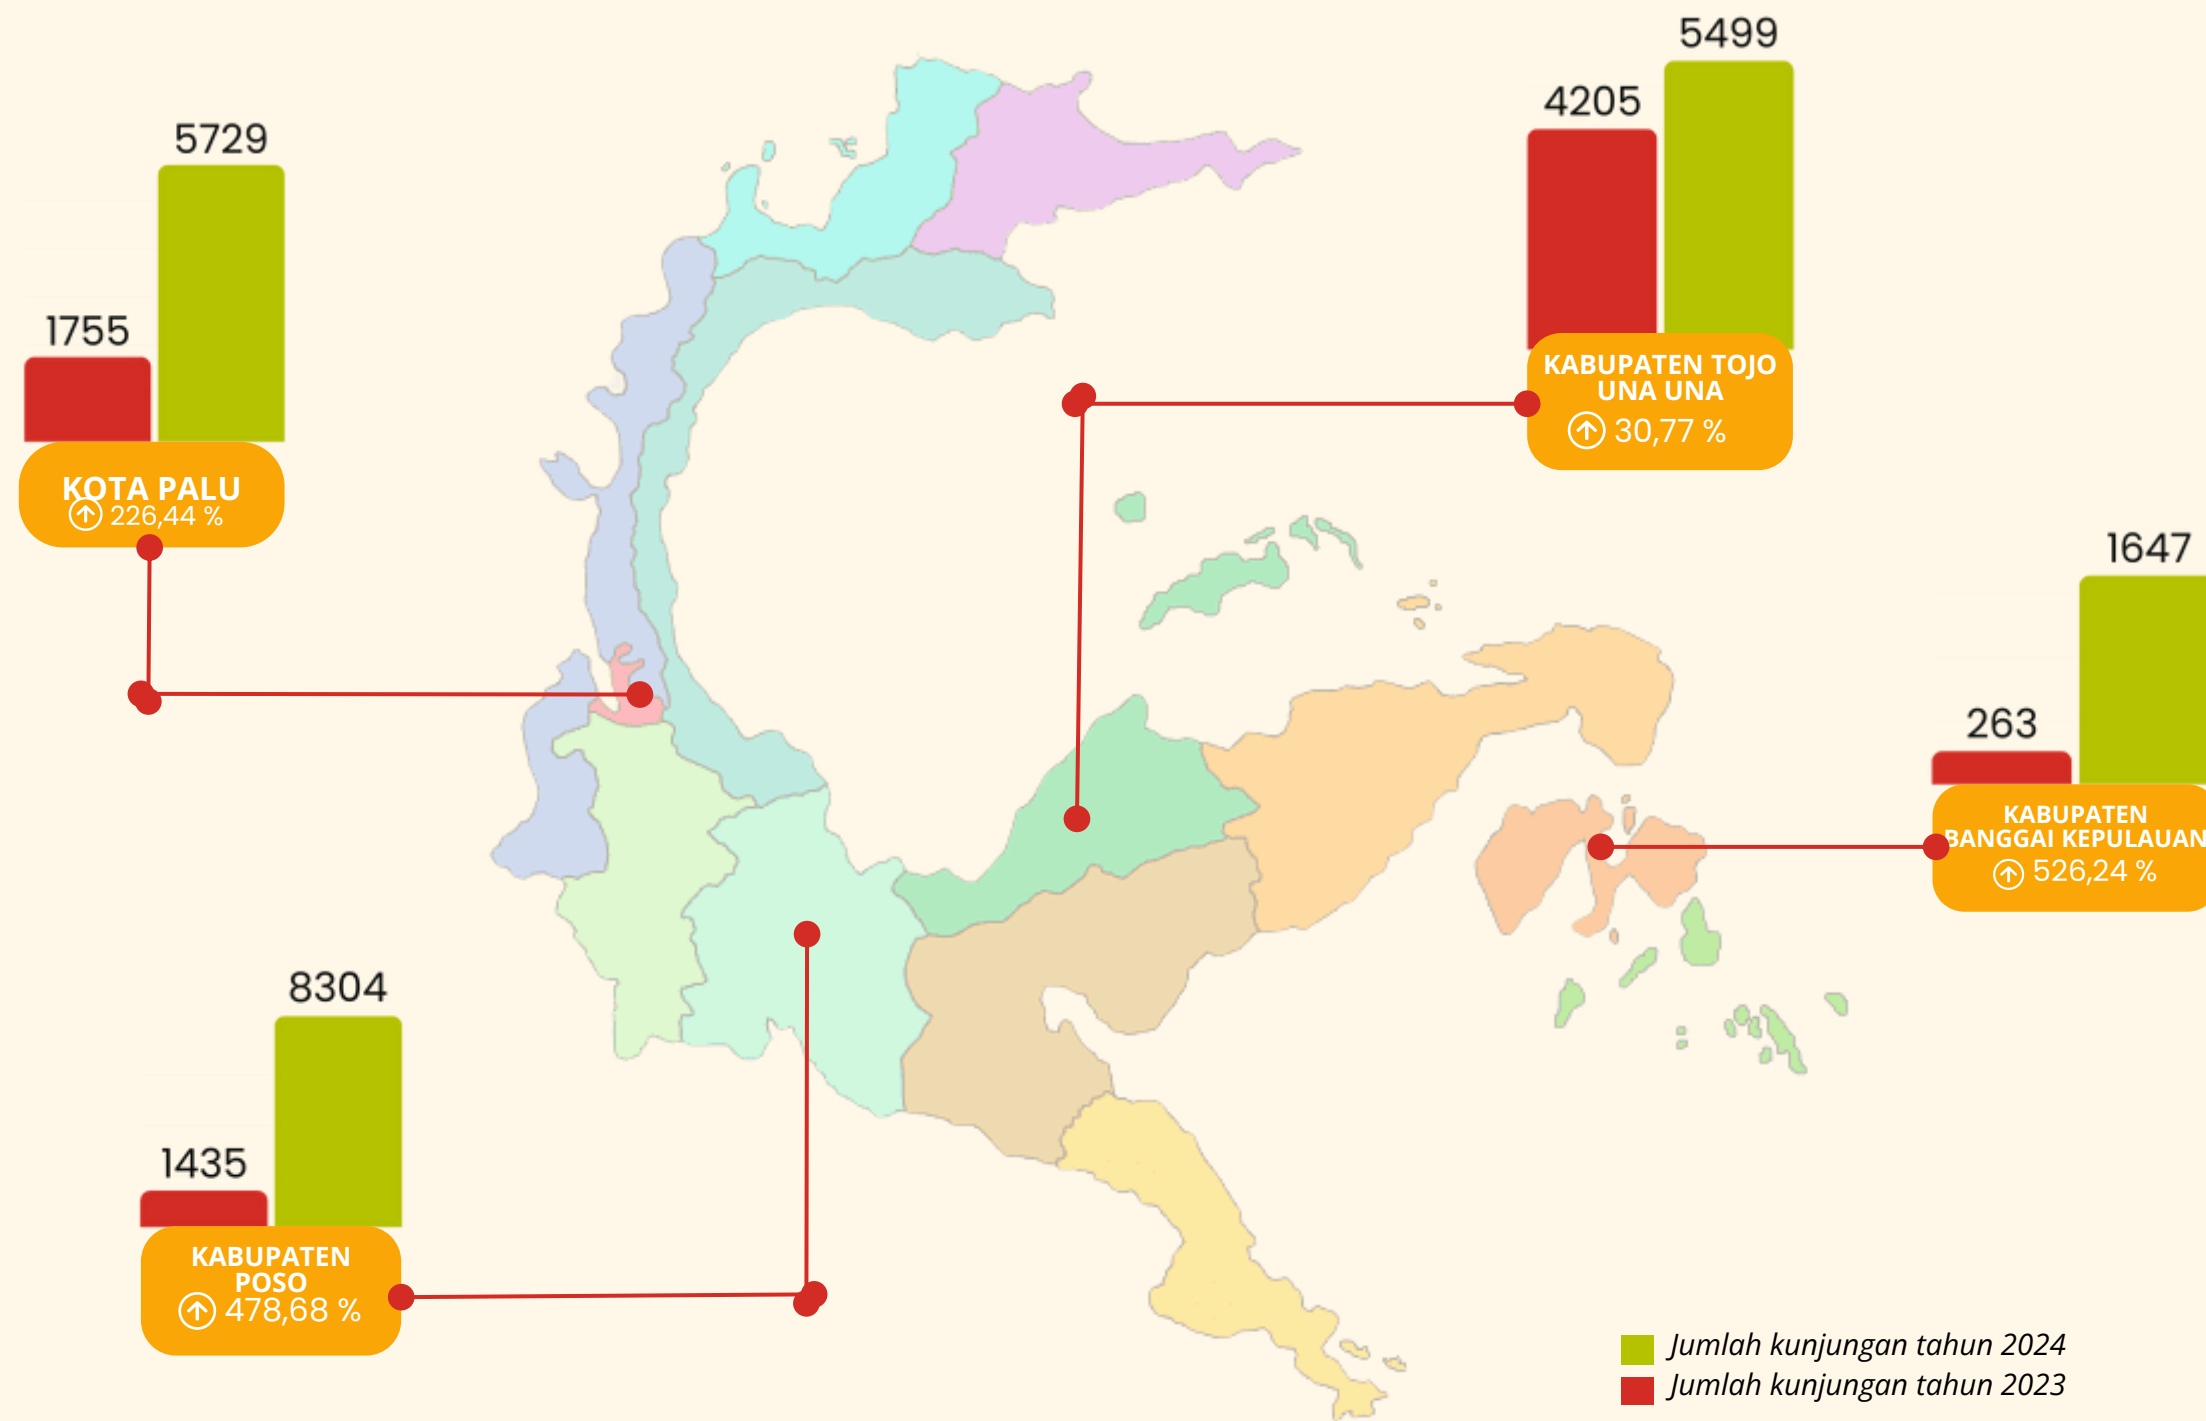 5729
1755
KOTA PALU
226,44 %
5499
4205
KABUPATEN TOJO
UNA UNA
30,77 %
1647
263
KABUPATEN
BANGGAI KEPULAUAN
526,24 %
8304
1435
KABUPATEN
POSO
478,68 %
Jumlah kunjungan tahun 2024
Jumlah kunjungan tahun 2023